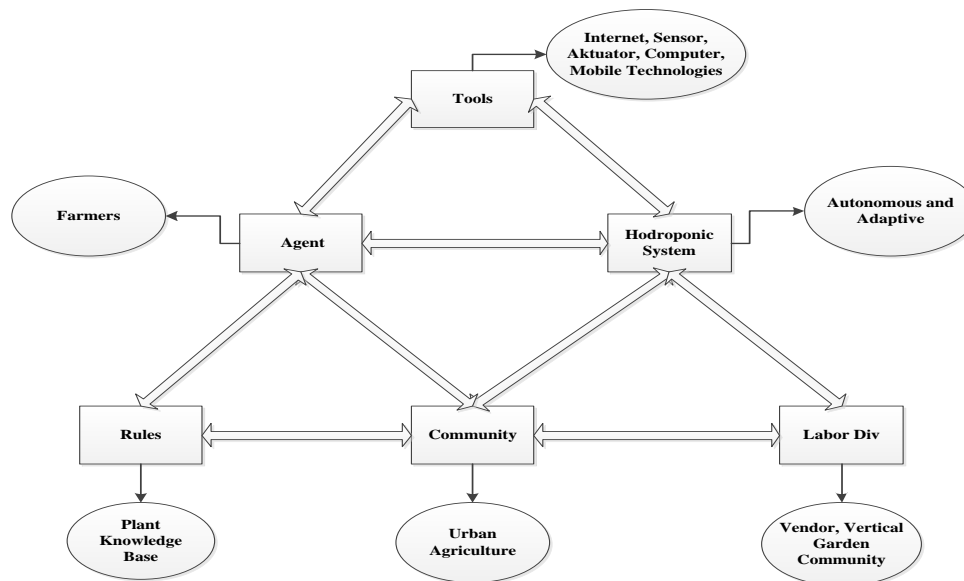 Internet, Sensor,
Aktuator, Computer,
Mobile Technologies
Tools
Farmers
Agent
Hodroponic
System
Autonomous and
Adaptive
Rules
Community
Labor Div
Plant
Knowledge
Base
Urban
Agriculture
Vendor, Vertical
Garden
Community